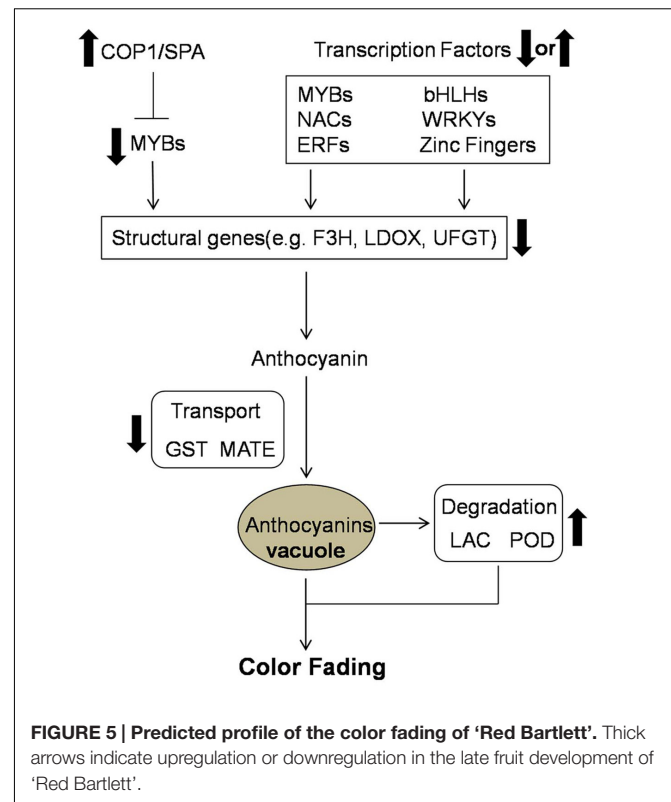 COP1/SPA
Transcription Factors or
MYBs bHLHs
NACs WRKYs
ERFs Zinc Fingers
MYBs
Structural genes(e.g. F3H, LDOX, UFGT)
Anthocyanin
Transport
GST MATE
Anthocyanins
vacuole
Degradation
LAC POD
Color Fading
FIGURE 5 | Predicted profile of the color fading of ‘Red Bartlett’. Thick
arrows indicate upregulation or downregulation in the late fruit development of
‘Red Bartlett’.